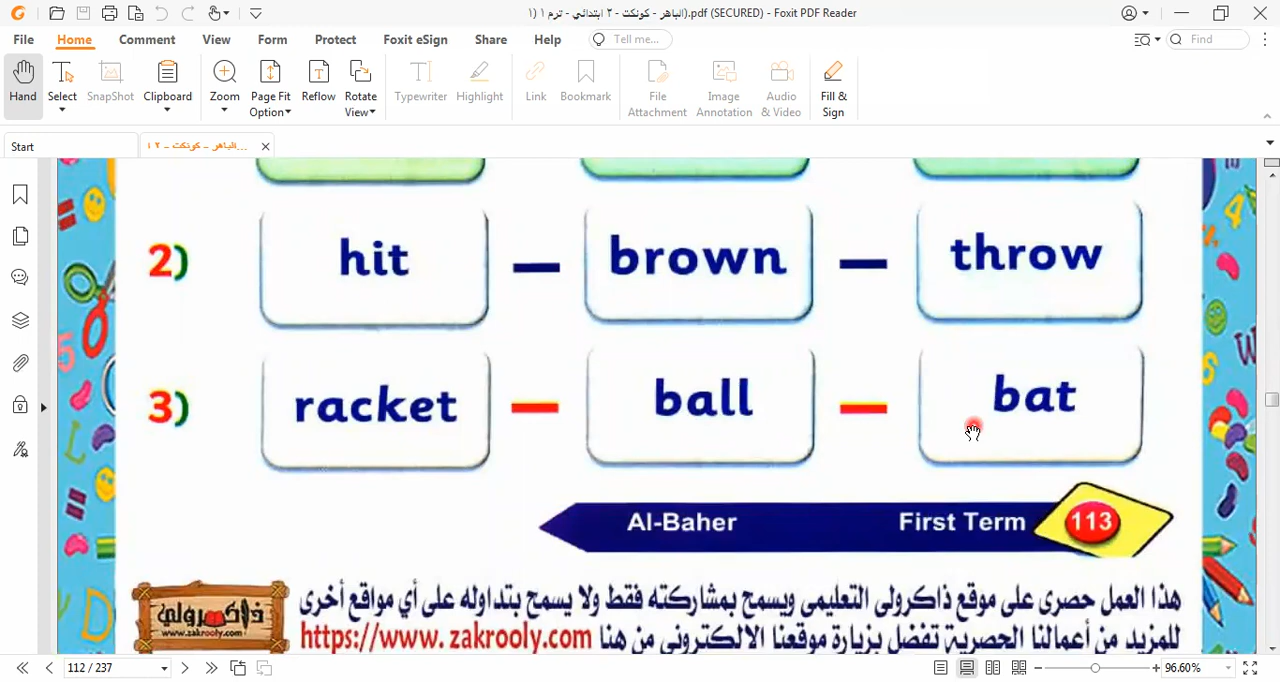 الباهر - كونكت - ٢ ابتدائي - ترم ١ (١).pdf (SECURED) - Foxit PDF Reader
File Home Comment View Form Protect Foxit eSign Share Help Tell me... Find
Hand Select SnapShot Clipboard Zoom Page Fit Option Reflow Rotate View Typewriter Highlight Link Bookmark File Attachment Image Annotation Audio & Video Fill & Sign
Start الباهر - كونكت - ٢ ١...
2) hit – brown – throw
3) racket – ball – bat
Al-Baher First Term 113
هذا العمل حصرى على موقع ذاكرولى التعليمى ويسمح بمشاركته فقط ولا يسمح بتداوله على أي مواقع أخرى
للمزيد من أعمالنا الحصرية تفضل بزيارة موقعنا الالكترونى من هنا https://www.zakrooly.com
ذاكرولي
www.zakrooly.com
112 / 237 96.60%